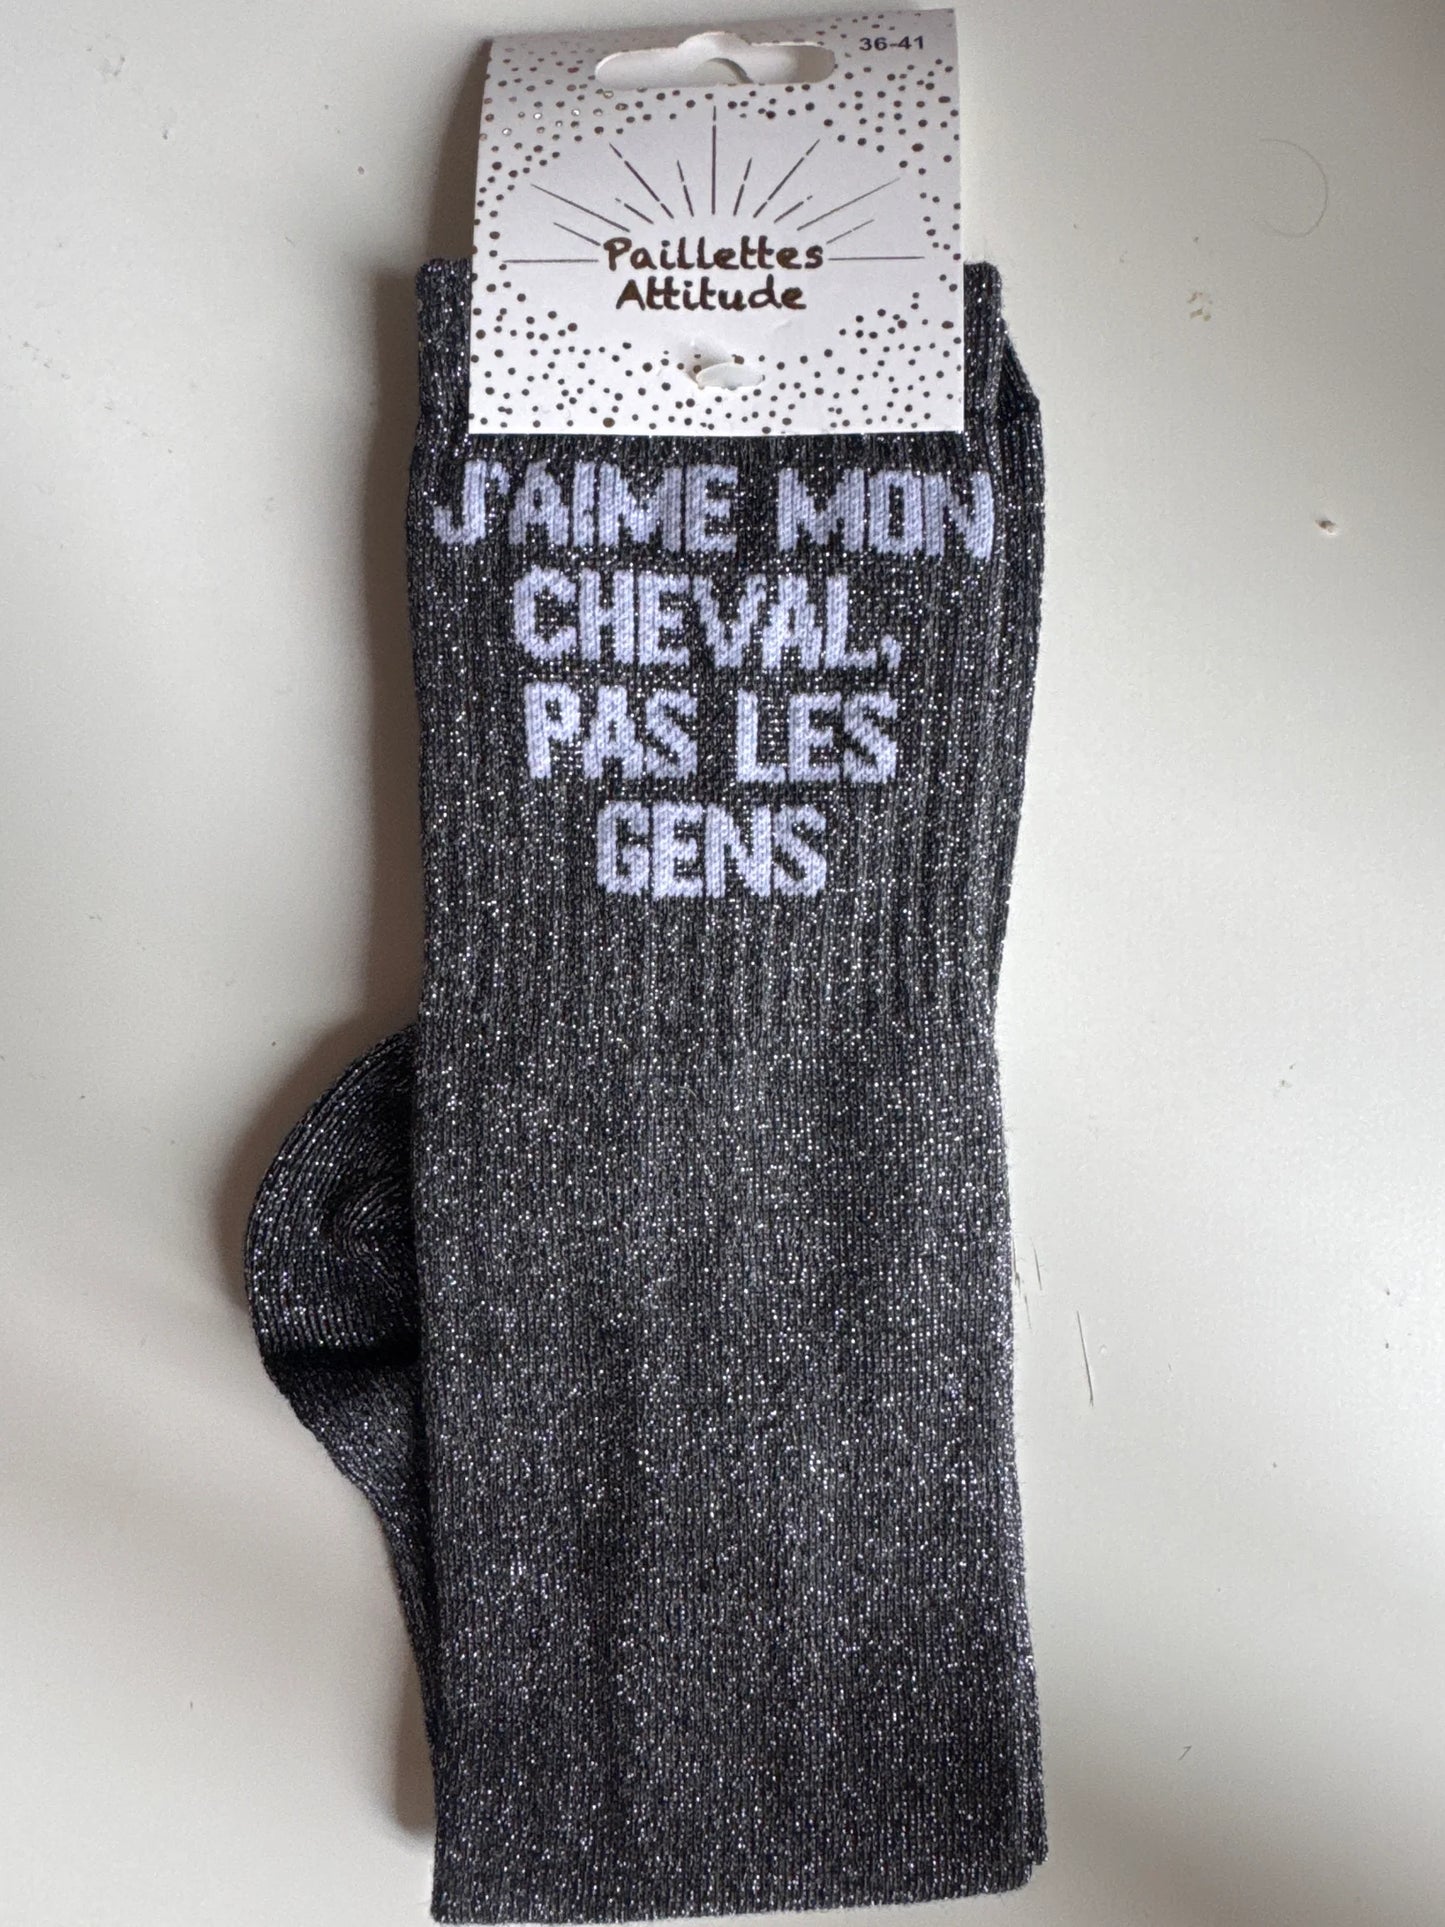 36-41
Paillettes
Attitude
J'AIME MON
CHEVAL,
PAS LES
GENS